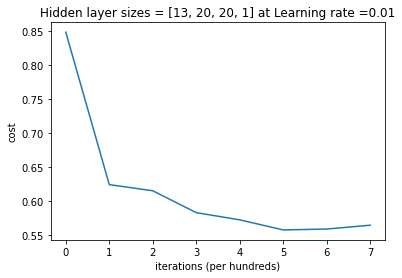 Hidden layer sizes = [13, 20, 20, 1] at Learning rate =0.01
0.85
0.80
0.75
0.70
0.65
0.60
0.55
cost
0 1 2 3 4 5 6 7
iterations (per hundreds)